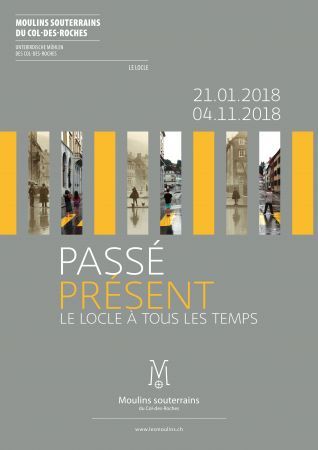 MOULINS SOUTERRAINS
DU COL-DES-ROCHES
UNTERIRDISCHE MÜHLEN
DES COL-DES-ROCHES
LE LOCLE
21.01.2018
04.11.2018
PASSÉ
PRÉSENT
LE LOCLE À TOUS LES TEMPS
M
Moulins souterrains
du Col-des-Roches
www.lesmoulins.ch